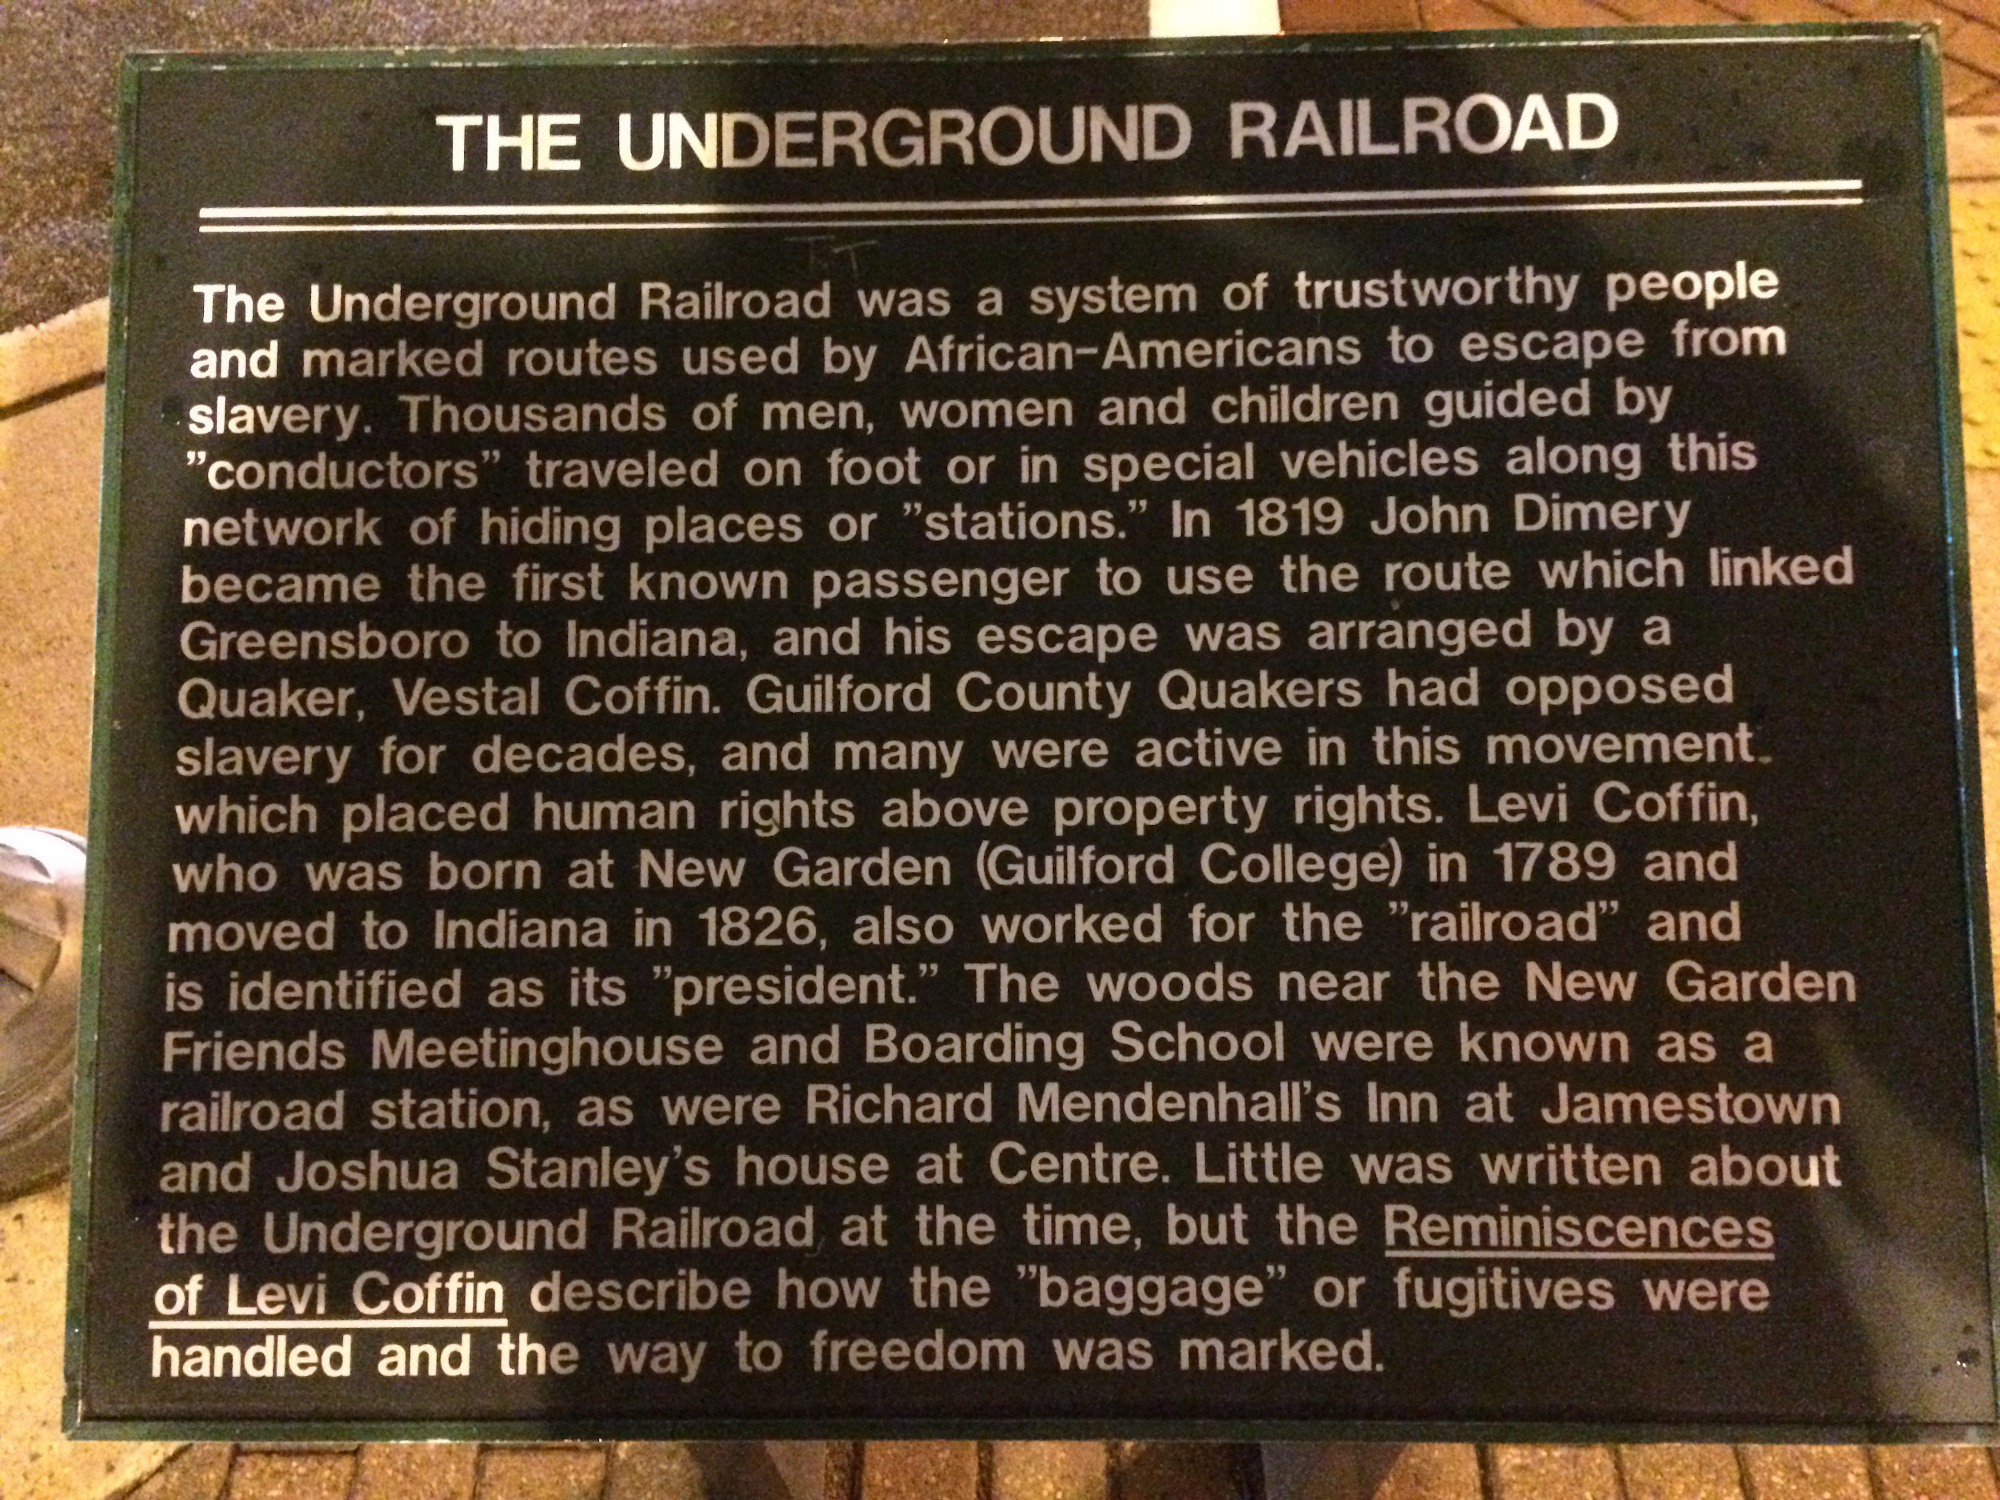 THE UNDERGROUND RAILROAD
The Underground Railroad was a system of trustworthy people
and marked routes used by African-Americans to escape from
slavery. Thousands of men, women and children guided by
”conductors” traveled on foot or in special vehicles along this
network of hiding places or ”stations.” In 1819 John Dimery
became the first known passenger to use the route which linked
Greensboro to Indiana, and his escape was arranged by a
Quaker, Vestal Coffin. Guilford County Quakers had opposed
slavery for decades, and many were active in this movement.
which placed human rights above property rights. Levi Coffin,
who was born at New Garden (Guilford College) in 1789 and
moved to Indiana in 1826, also worked for the ”railroad” and
is identified as its ”president.” The woods near the New Garden
Friends Meetinghouse and Boarding School were known as a
railroad station, as were Richard Mendenhall's Inn at Jamestown
and Joshua Stanley's house at Centre. Little was written about
the Underground Railroad at the time, but the Reminiscences
of Levi Coffin describe how the ”baggage” or fugitives were
handled and the way to freedom was marked.